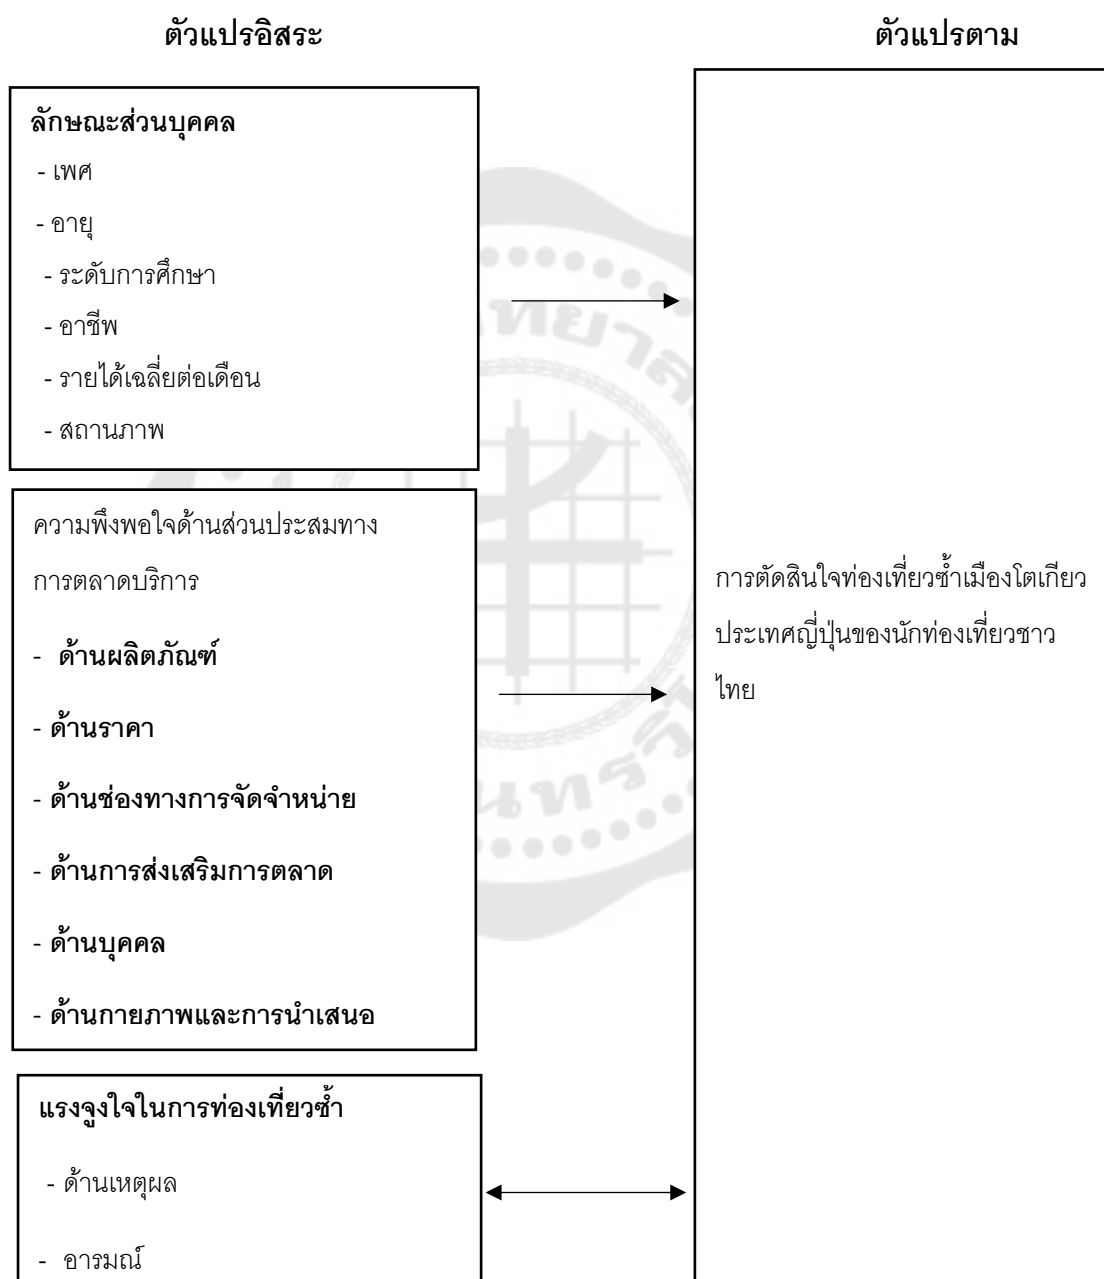 ตัวแปรอิสระ
ตัวแปรตาม
ลักษณะส่วนบุคคล
- เพศ
- อายุ
- ระดับการศึกษา
- อาชีพ
- รายได้เฉลี่ยต่อเดือน
- สถานภาพ
ความพึงพอใจด้านส่วนประสมทาง
การตลาดบริการ
- ด้านผลิตภัณฑ์
- ด้านราคา
- ด้านช่องทางการจัดจำหน่าย
- ด้านการส่งเสริมการตลาด
- ด้านบุคคล
- ด้านกายภาพและการนำเสนอ
แรงจูงใจในการท่องเที่ยวซ้ำ
- ด้านเหตุผล
- อารมณ์
การตัดสินใจท่องเที่ยวซ้ำเมืองโตเกียว
ประเทศญี่ปุ่นของนักท่องเที่ยวชาว
ไทย